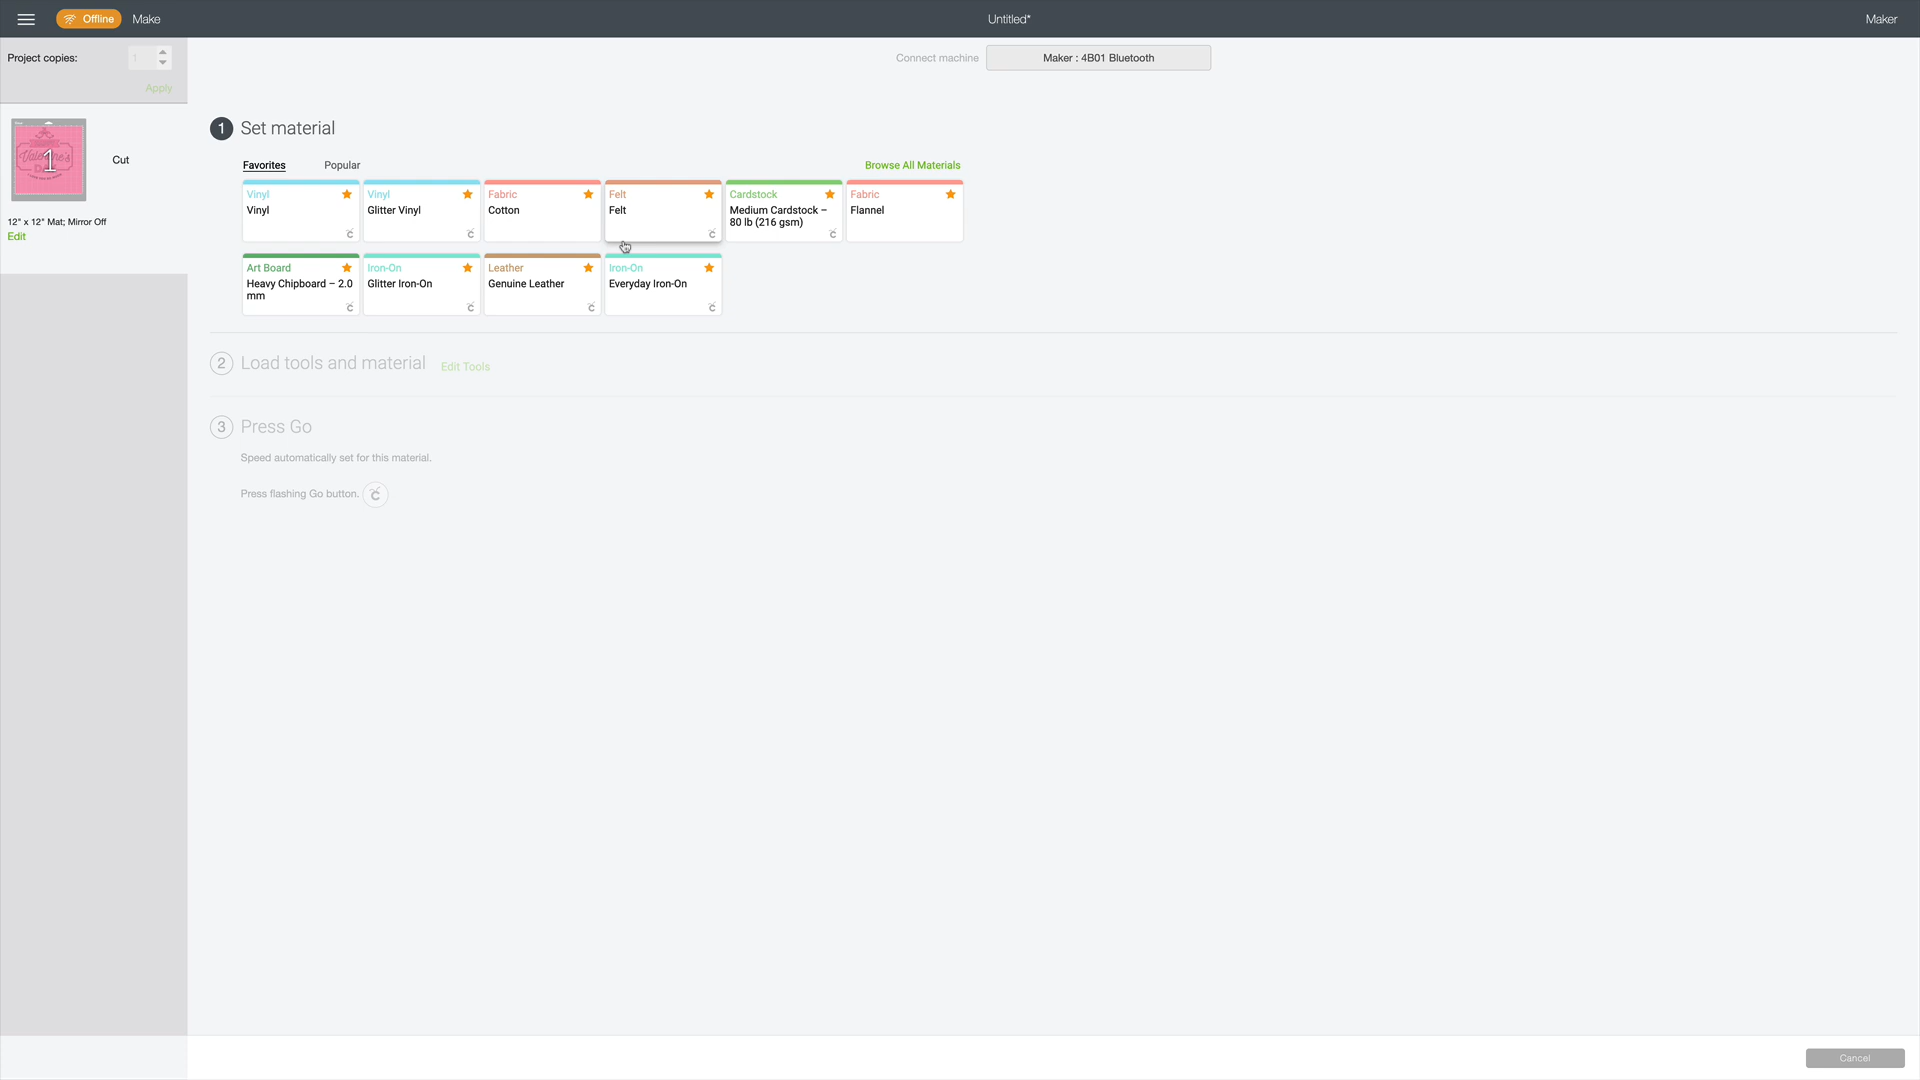 Offline
Make
Untitled*
Maker
Project copies:
1
Apply
Connect machine
Maker : 4B01 Bluetooth
1
Cut
12" x 12" Mat; Mirror Off
Edit
1
Set material
Favorites
Popular
Browse All Materials
Vinyl
Vinyl
Vinyl
Glitter Vinyl
Fabric
Cotton
Felt
Felt
Cardstock
Medium Cardstock –
80 lb (216 gsm)
Fabric
Flannel
Art Board
Heavy Chipboard – 2.0
mm
Iron-On
Glitter Iron-On
Leather
Genuine Leather
Iron-On
Everyday Iron-On
2
Load tools and material
Edit Tools
3
Press Go
Speed automatically set for this material.
Press flashing Go button.
Cancel